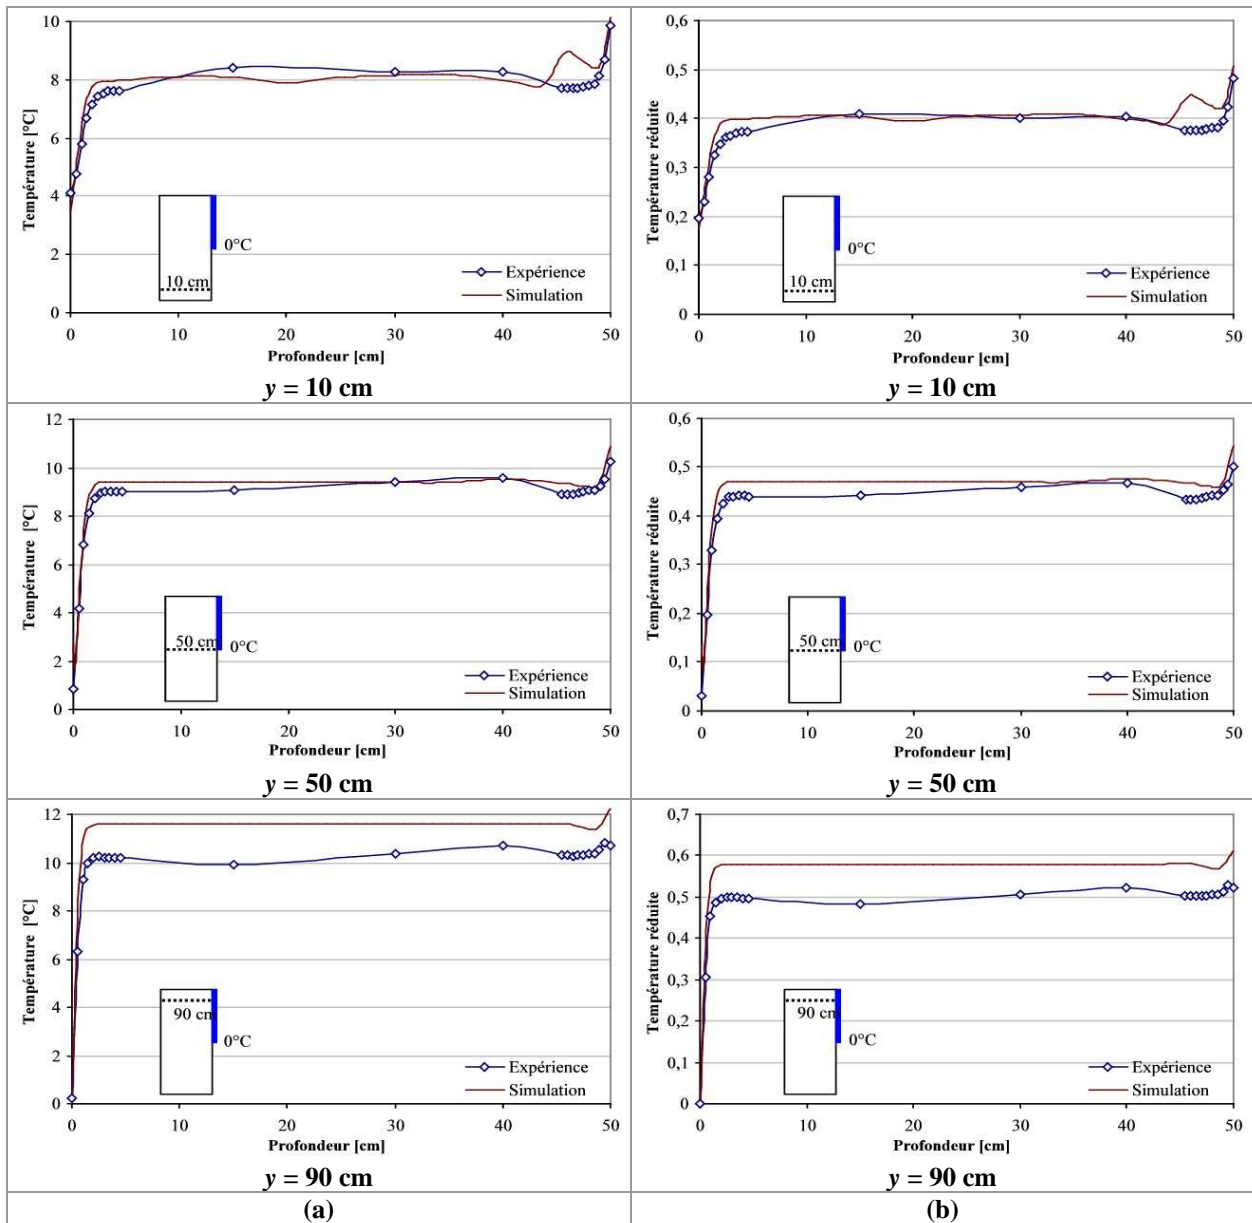 10
8
6
4
2
0
Température [°C]
0°C
10 cm
Expérience
Simulation
0 10 20 30 40 50
Profondeur [cm]
y = 10 cm
0,6
0,5
0,4
0,3
0,2
0,1
0
Température réduite
0°C
10 cm
Expérience
Simulation
0 10 20 30 40 50
Profondeur [cm]
y = 10 cm
12
10
8
6
4
2
0
Température [°C]
50 cm
0°C
Expérience
Simulation
0 10 20 30 40 50
Profondeur [cm]
y = 50 cm
0,6
0,5
0,4
0,3
0,2
0,1
0
Température réduite
50 cm
0°C
Expérience
Simulation
0 10 20 30 40 50
Profondeur [cm]
y = 50 cm
12
10
12
8
4
2
0
Température [°C]
90 cm
0°C
Expérience
Simulation
0 10 20 30 40 50
Profondeur [cm]
y = 90 cm
0,7
0,6
0,5
0,4
0,3
0,2
0,1
0
Température réduite
90 cm
0°C
Expérience
Simulation
0 10 20 30 40 50
Profondeur [cm]
y = 90 cm
(a) (b)